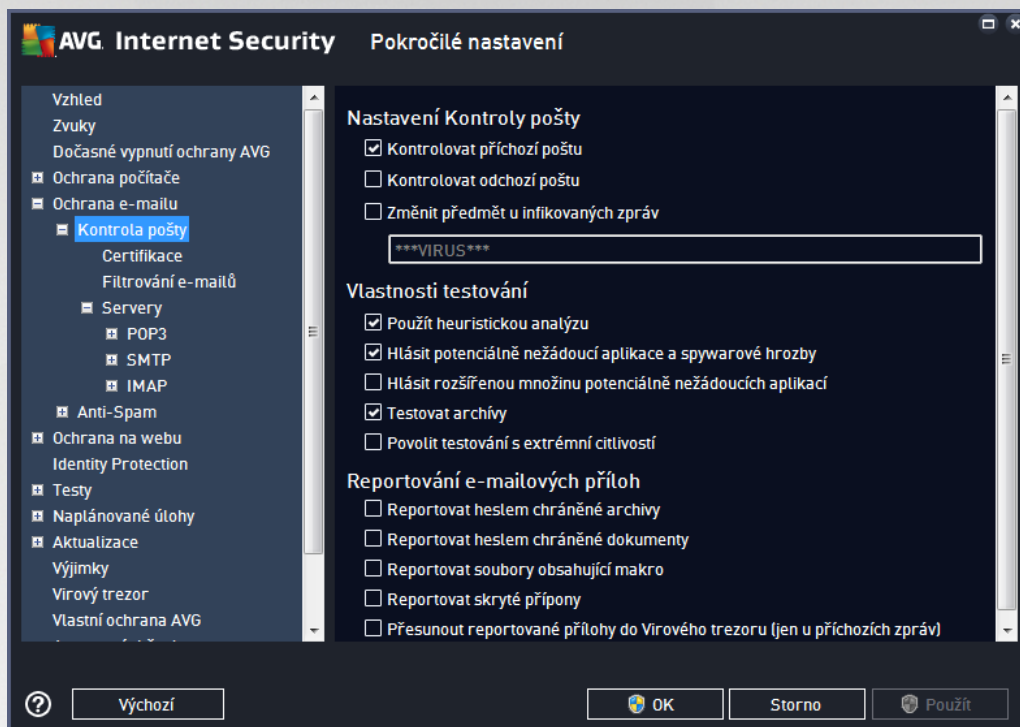 AVG. Internet Security Pokročilé nastavení
Vzhled
Zvuky
Dočasné vypnutí ochrany AVG
Ochrana počítače
Ochrana e-mailu
Kontrola pošty
Certifikace
Filtrování e-mailů
Servery
POP3
SMTP
IMAP
Anti-Spam
Ochrana na webu
Identity Protection
Testy
Naplánované úlohy
Aktualizace
Výjimky
Virový trezor
Vlastní ochrana AVG
Nastavení Kontroly pošty
Kontrolovat příchozí poštu
Kontrolovat odchozí poštu
Změnit předmět u infikovaných zpráv
***VIRUS***
Vlastnosti testování
Použít heuristickou analýzu
Hlásit potenciálně nežádoucí aplikace a spywarové hrozby
Hlásit rozšířenou množinu potenciálně nežádoucích aplikací
Testovat archívy
Povolit testování s extrémní citlivostí
Reportování e-mailových příloh
Reportovat heslem chráněné archivy
Reportovat heslem chráněné dokumenty
Reportovat soubory obsahující makro
Reportovat skryté přípony
Přesunout reportované přílohy do Virového trezoru (jen u příchozích zpráv)
Výchozí
OK
Storno
Použít